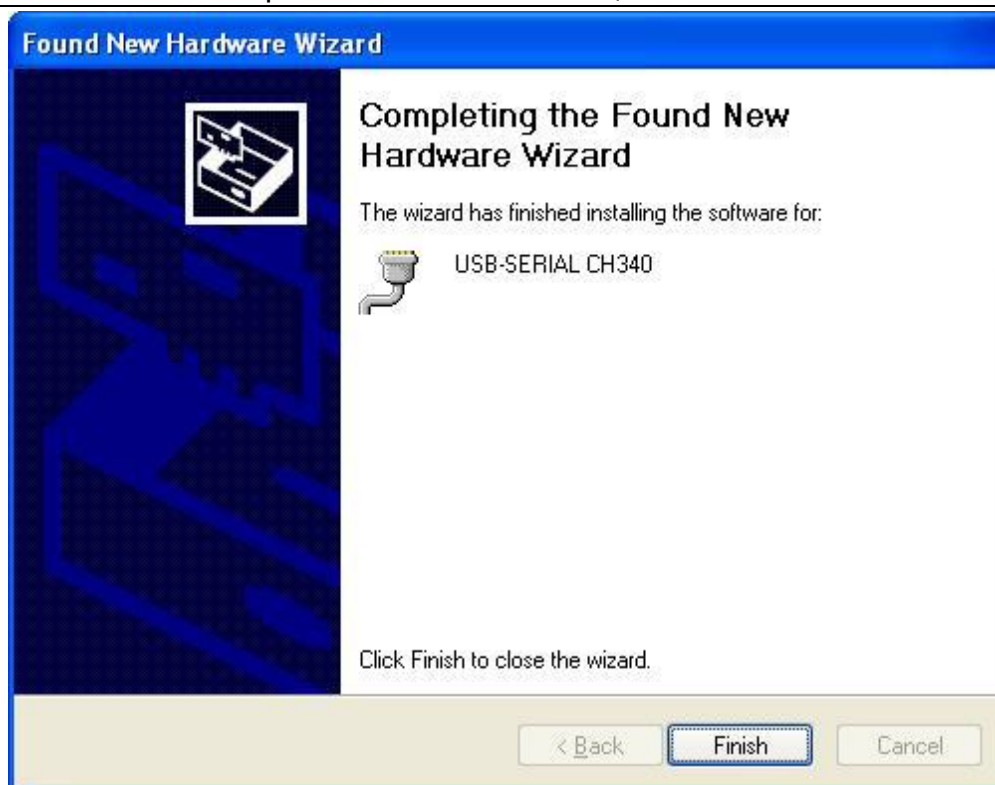 Found New Hardware Wizard
Completing the Found New
Hardware Wizard
The wizard has finished installing the software for:
USB-SERIAL CH340
Click Finish to close the wizard.
< Back
Finish
Cancel